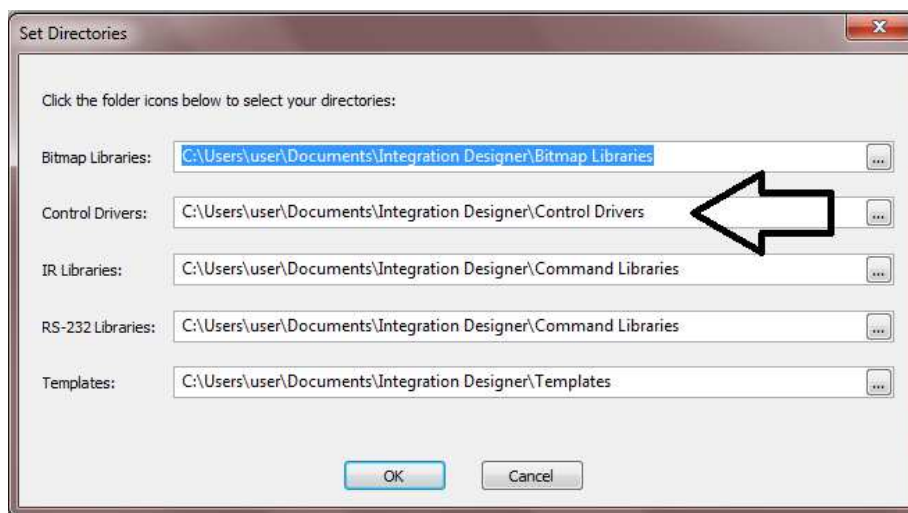 Set Directories
Click the folder icons below to select your directories:
Bitmap Libraries: C:\Users\user\Documents\Integration Designer\Bitmap Libraries ...
Control Drivers: C:\Users\user\Documents\Integration Designer\Control Drivers ...
IR Libraries: C:\Users\user\Documents\Integration Designer\Command Libraries ...
RS-232 Libraries: C:\Users\user\Documents\Integration Designer\Command Libraries ...
Templates: C:\Users\user\Documents\Integration Designer\Templates ...
OK Cancel